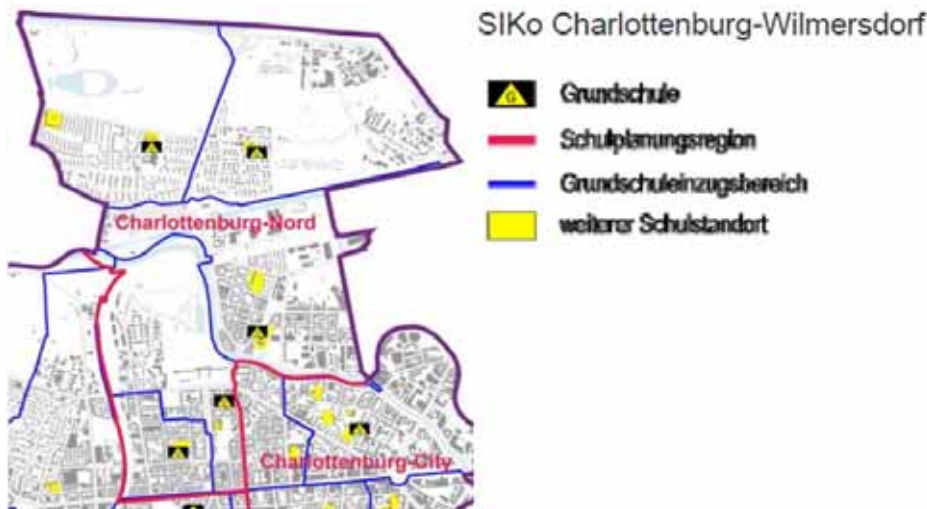 SIKo Charlottenburg-Wilmersdorf
G Grundschule
Schulplanungsregion
Grundschuleinzugsbereich
weiterer Schulstandort
Charlottenburg-Nord
Charlottenburg-City